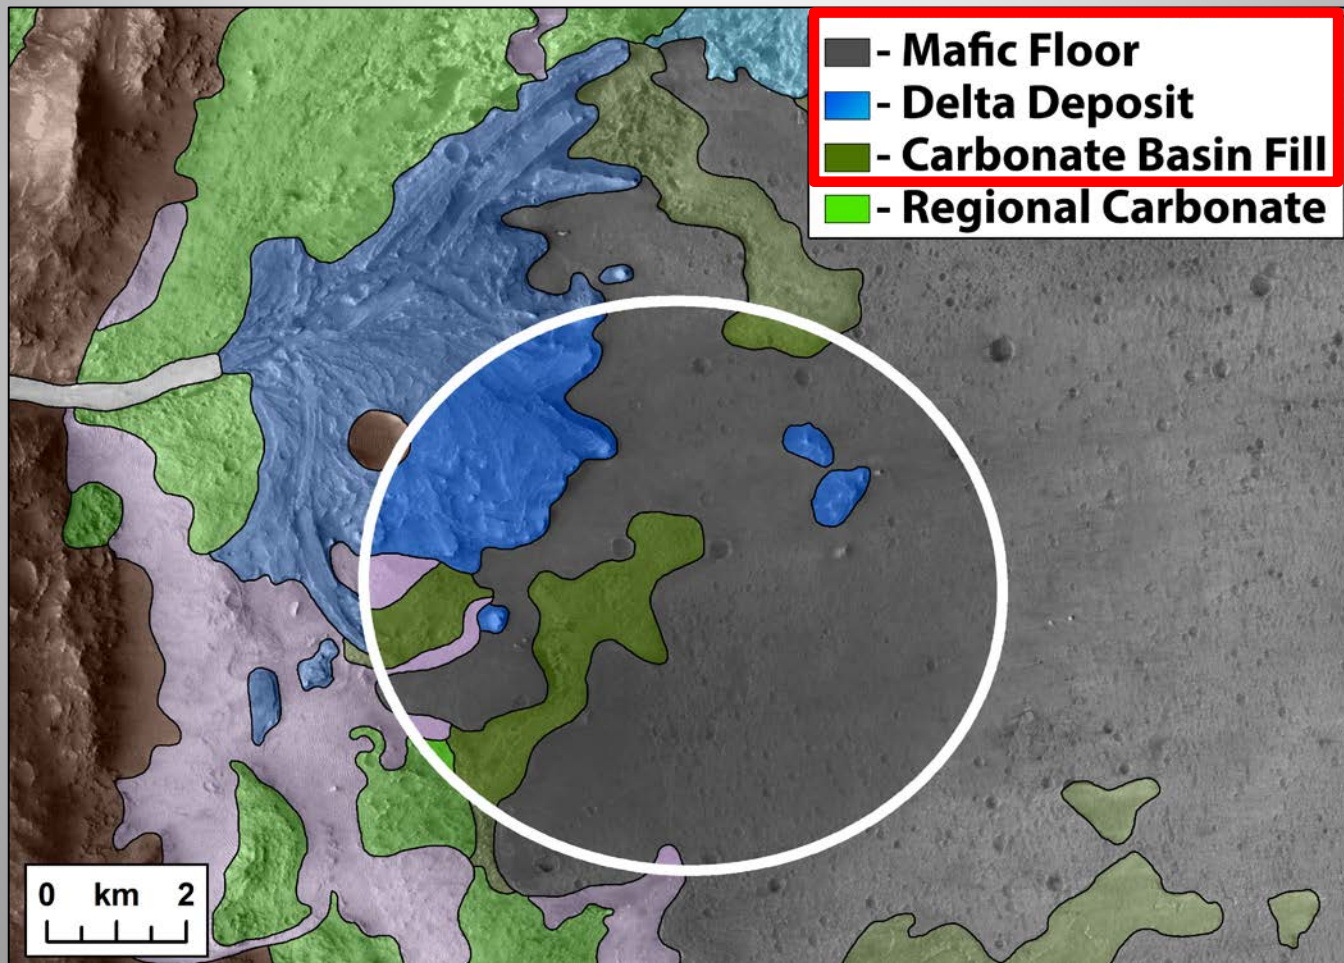 - Mafic Floor
- Delta Deposit
- Carbonate Basin Fill
- Regional Carbonate
0 km 2